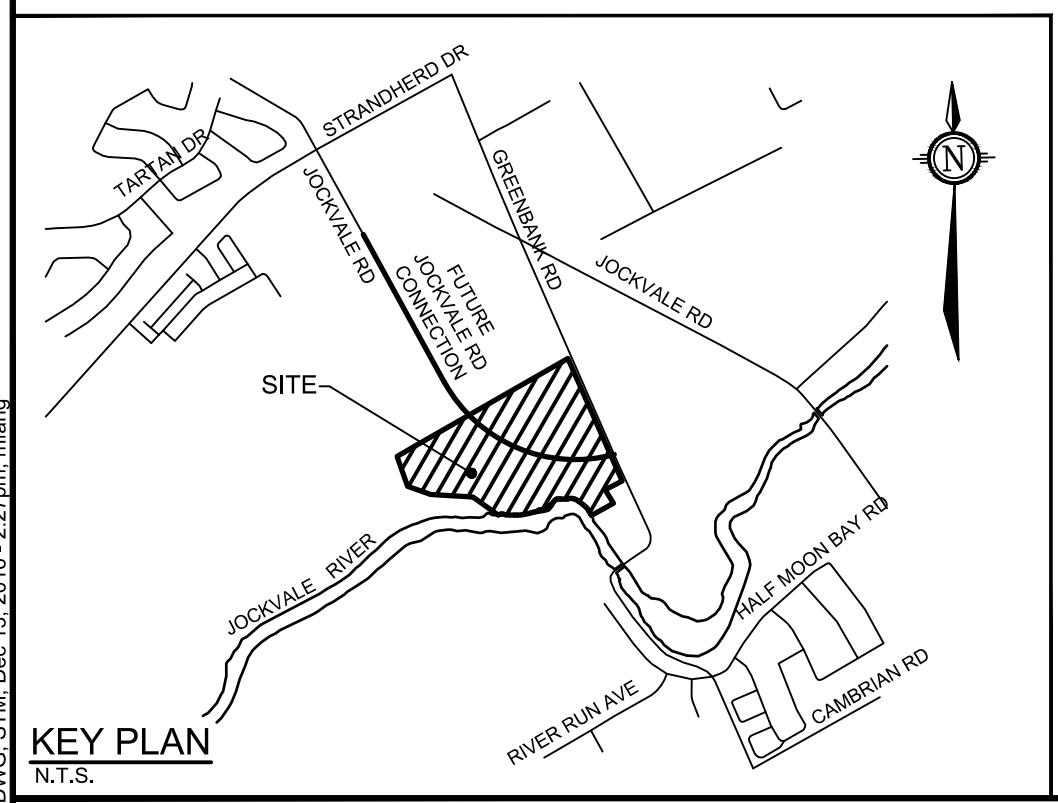 STRANDHERD DR
TARTAN DR
N
JOCKVALE RD
GREENBANK RD
FUTURE
JOCKVALE RD
CONNECTION
JOCKVALE RD
SITE
JOCKVALE RIVER
HALF MOON BAY RD
CAMBRIAN RD
RIVER RUN AVE
KEY PLAN
N.T.S.